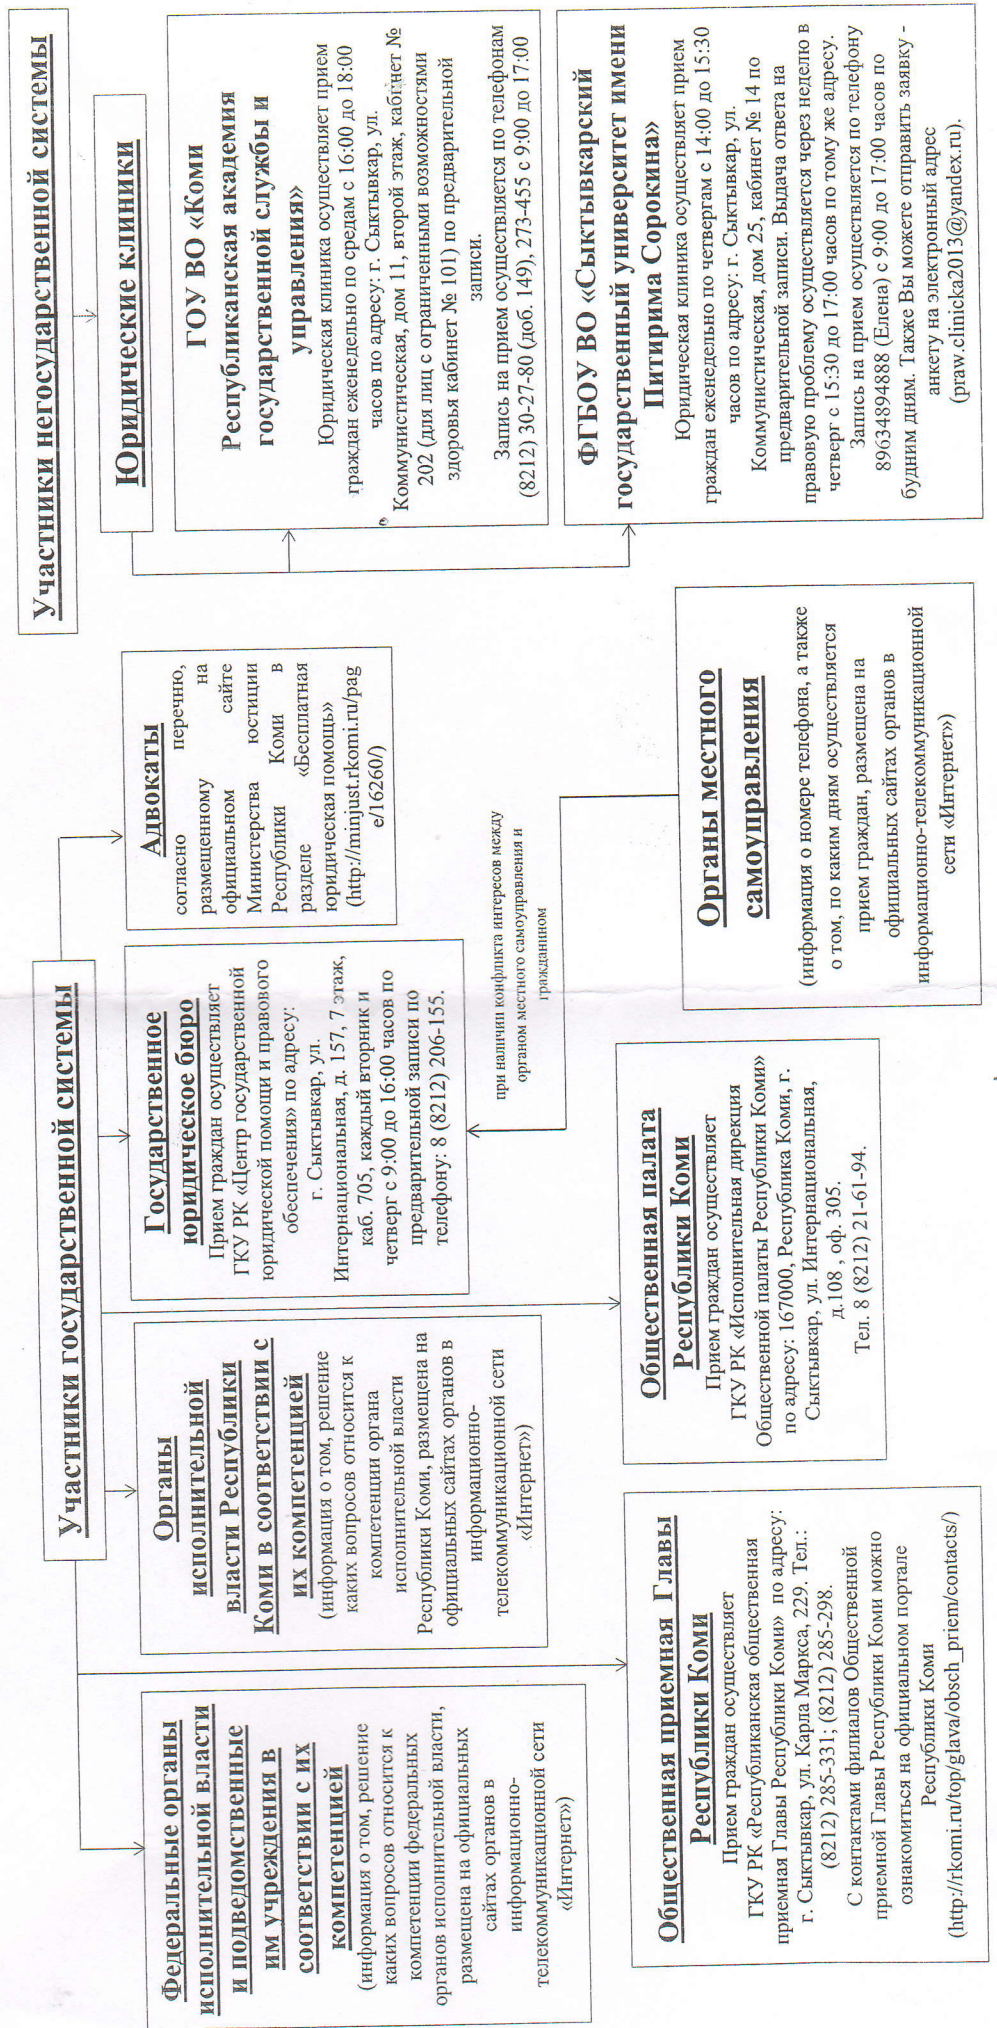 Участники государственной системы
Федеральные органы
исполнительной власти
и подведомственные
им учреждения в
соответствии с их
компетенцией
(информация о том, решение
каких вопросов относится к
компетенции федеральных
органов исполнительной власти,
размещена на официальных
сайтах органов в
информационно-
телекоммуникационной сети
«Интернет»)
Органы
исполнительной
власти Республики
Коми в соответствии с
их компетенцией
(информация о том, решение
каких вопросов относится к
компетенции органа
исполнительной власти
Республики Коми, размещена на
официальных сайтах органов в
информационно-
телекоммуникационной сети
«Интернет»)
Государственное
юридическое бюро
Прием граждан осуществляет
ГКУ РК «Центр государственной
юридической помощи и правового
обеспечения» по адресу:
г. Сыктывкар, ул.
Интернациональная, д. 157, 7 этаж,
каб. 705, каждый вторник и
четверг с 9:00 до 16:00 часов по
предварительной записи по
телефону: 8 (8212) 206-155.
Адвокаты
согласно перечню,
размещенному на
официальном сайте
Министерства юстиции
Республики Коми в
разделе «Бесплатная
юридическая помощь»
(http://minjust.rkomi.ru/pag
e/16260/)
Общественная приемная Главы
Республики Коми
Прием граждан осуществляет
ГКУ РК «Республиканская общественная
приемная Главы Республики Коми» по адресу:
г. Сыктывкар, ул. Карла Маркса, 229. Тел.:
(8212) 285-331; (8212) 285-298.
С контактами филиалов Общественной
приемной Главы Республики Коми можно
ознакомиться на официальном портале
Республики Коми
(http://rkomi.ru/top/glava/obsch_priem/contacts/)
Общественная палата
Республики Коми
Прием граждан осуществляет
ГКУ РК «Исполнительная дирекция
Общественной палаты Республики Коми»
по адресу: 167000, Республика Коми, г.
Сыктывкар, ул. Интернациональная,
д.108 , оф. 305.
Тел. 8 (8212) 21-61-94.
при наличии конфликта интересов между
органом местного самоуправления и
гражданином
Органы местного
самоуправления
(информация о номере телефона, а также
о том, по каким дням осуществляется
прием граждан, размещена на
официальных сайтах органов в
информационно-телекоммуникационной
сети «Интернет»)
Участники негосударственной системы
Юридические клиники
ГОУ ВО «Коми
Республиканская академия
государственной службы и
управления»
Юридическая клиника осуществляет прием
граждан еженедельно по средам с 16:00 до 18:00
часов по адресу: г. Сыктывкар, ул.
Коммунистическая, дом 11, второй этаж, кабинет №
202 (для лиц с ограниченными возможностями
здоровья кабинет № 101) по предварительной
записи.
Запись на прием осуществляется по телефонам
(8212) 30-27-80 (доб. 149), 273-455 с 9:00 до 17:00
ФГБОУ ВО «Сыктывкарский
государственный университет имени
Питирима Сорокина»
Юридическая клиника осуществляет прием
граждан еженедельно по четвергам с 14:00 до 15:30
часов по адресу: г. Сыктывкар, ул.
Коммунистическая, дом 25, кабинет № 14 по
предварительной записи. Выдача ответа на
правовую проблему осуществляется через неделю в
четверг с 15:30 до 17:00 часов по тому же адресу.
Запись на прием осуществляется по телефону
89634894888 (Елена) с 9:00 до 17:00 часов по
будним дням. Также Вы можете отправить заявку -
анкету на электронный адрес
(praw.clinicka2013@yandex.ru).